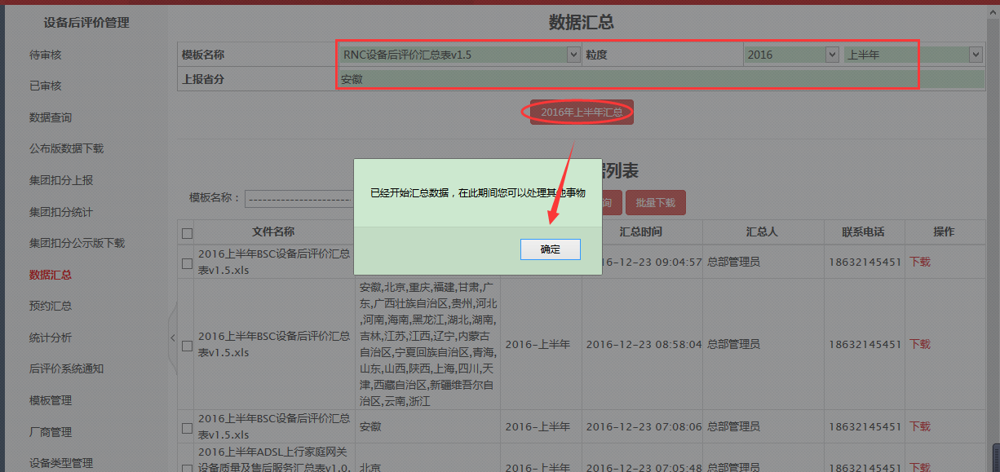 设备后评价管理
待审核
已审核
数据查询
公布版数据下载
集团扣分上报
集团扣分统计
集团扣分公示版下载
数据汇总
预约汇总
统计分析
后评价系统通知
模板管理
厂商管理
设备类型管理
数据汇总
模板名称 RNC设备后评价汇总表v1.5 粒度 2016 上半年
上报省分 安徽
2016年上半年汇总
列表
模板名称： 询 批量下载
已经开始汇总数据，在此期间您可以处理其他事物
确定
文件名称 汇总时间 汇总人 联系电话 操作
2016上半年BSC设备后评价汇总
表v1.5.xls
16-12-23 09:04:57 总部管理员 18632145451 下载
2016上半年BSC设备后评价汇总
表v1.5.xls
安徽,北京,重庆,福建,甘肃,广
东,广西壮族自治区,贵州,河北
,河南,海南,黑龙江,湖北,湖南,
吉林,江苏,江西,辽宁,内蒙古
自治区,宁夏回族自治区,青海,
山东,山西,陕西,上海,四川,天
津,西藏自治区,新疆维吾尔自
治区,云南,浙江
2016-上半年 2016-12-23 08:58:04 总部管理员 18632145451 下载
2016上半年BSC设备后评价汇总
表v1.5.xls
安徽 2016-上半年 2016-12-23 07:08:06 总部管理员 18632145451 下载
2016上半年ADSL上行家庭网关
设备质量及售后服务汇总表v1.0.
北京 2016-上半年 2016-12-23 07:05:48 总部管理员 18632145451 下载